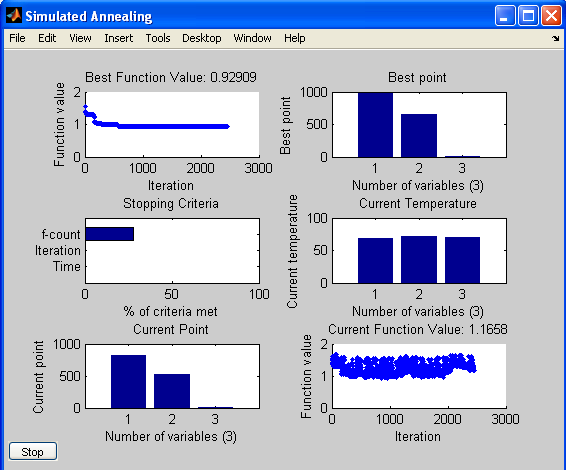 Simulated Annealing
File Edit View Insert Tools Desktop Window Help
Best Function Value: 0.92909
Function value
2
1
0
0 1000 2000 3000
Iteration
Best point
Best point
1000
500
0
1 2 3
Number of variables (3)
Stopping Criteria
f-count
Iteration
Time
0 50 100
% of criteria met
Current Temperature
Current temperature
100
50
0
1 2 3
Number of variables (3)
Current Point
Current point
1000
500
0
1 2 3
Number of variables (3)
Current Function Value: 1.1658
Function value
2
1
0
0 1000 2000 3000
Iteration
Stop